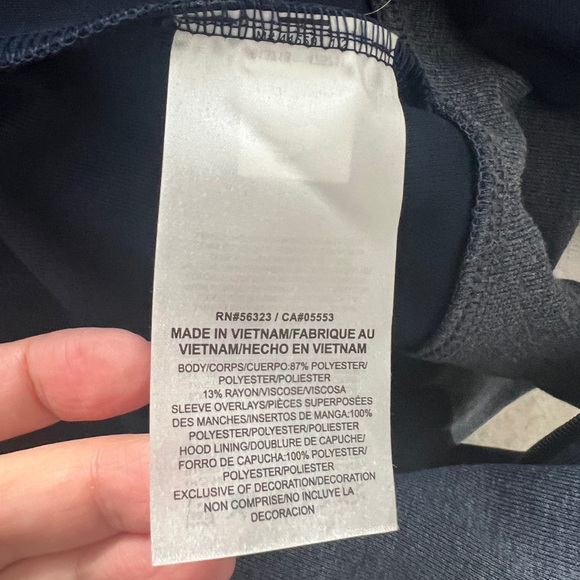 RN#56323 / CA#05553
MADE IN VIETNAM/FABRIQUE AU
VIETNAM/HECHO EN VIETNAM
BODY/CORPS/CUERPO:87% POLYESTER/
POLYESTER/POLIESTER
13% RAYON/VISCOSE/VISCOSA
SLEEVE OVERLAYS/PIÈCES SUPERPOSÉES
DES MANCHES/INSERTOS DE MANGA:100%
POLYESTER/POLYESTER/POLIESTER
HOOD LINING/DOUBLURE DE CAPUCHE/
FORRO DE CAPUCHA:100% POLYESTER/
POLYESTER/POLIESTER
EXCLUSIVE OF DECORATION/DECORATION
NON COMPRISE/NO INCLUYE LA
DECORACION